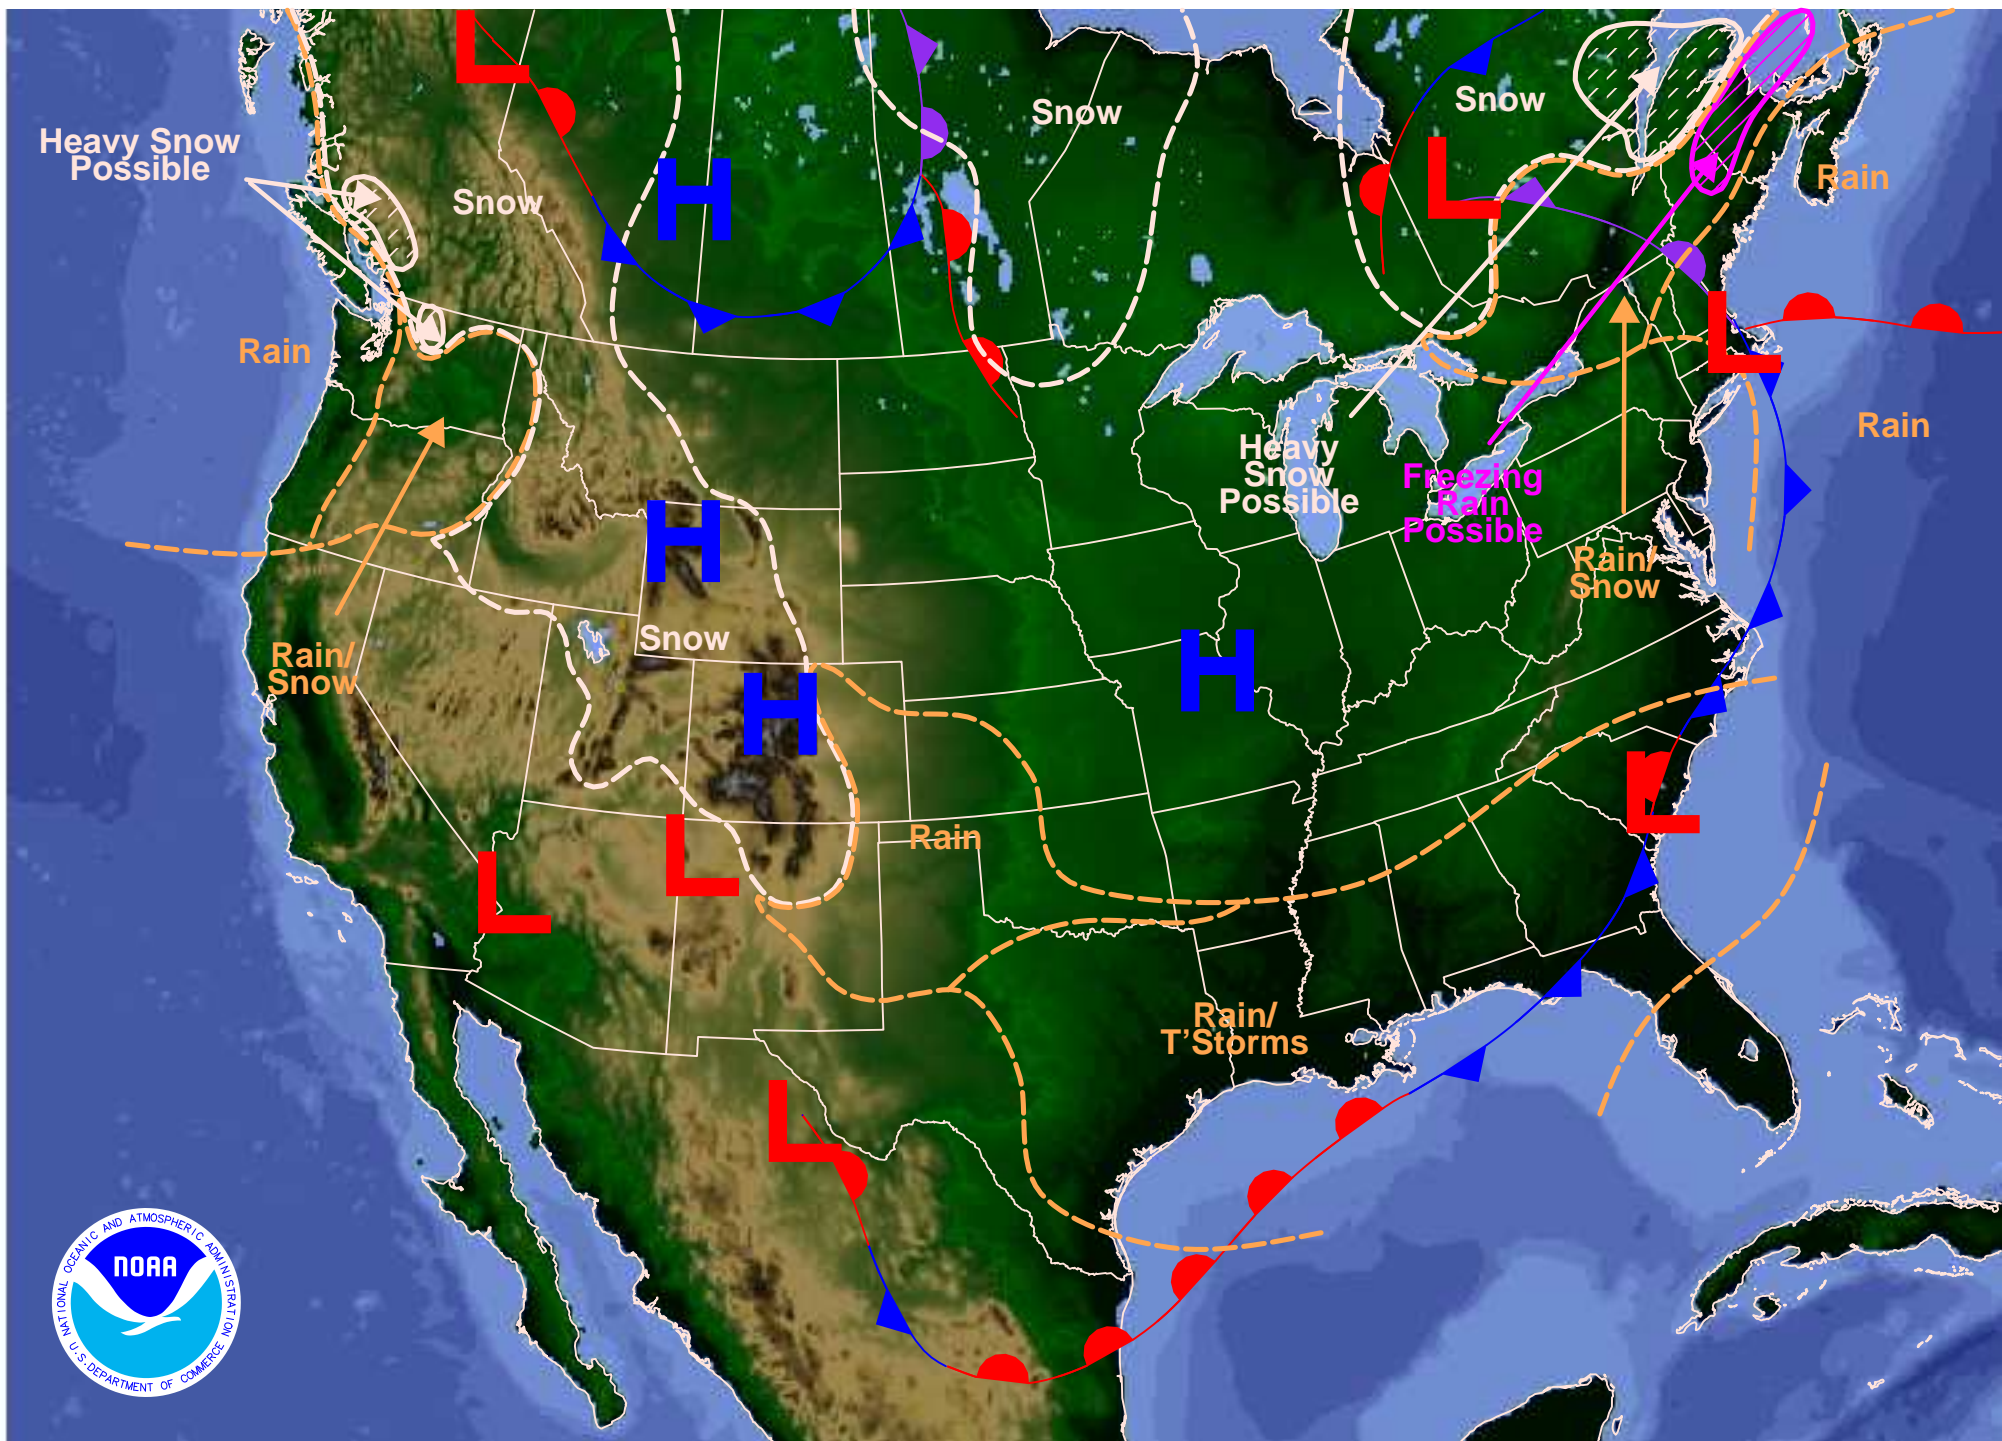 L
Snow
Snow
Heavy Snow
Possible
H
L
Snow
Rain
L
Rain
Rain
Heavy
Snow
Possible
Freezing
Rain
Possible
H
Rain/
Snow
Snow
Rain/
Snow
H
H
L
Rain
L
L
Rain/
T'Storms
L
NATIONAL OCEANIC AND ATMOSPHERIC ADMINISTRATION
NOAA
U.S. DEPARTMENT OF COMMERCE